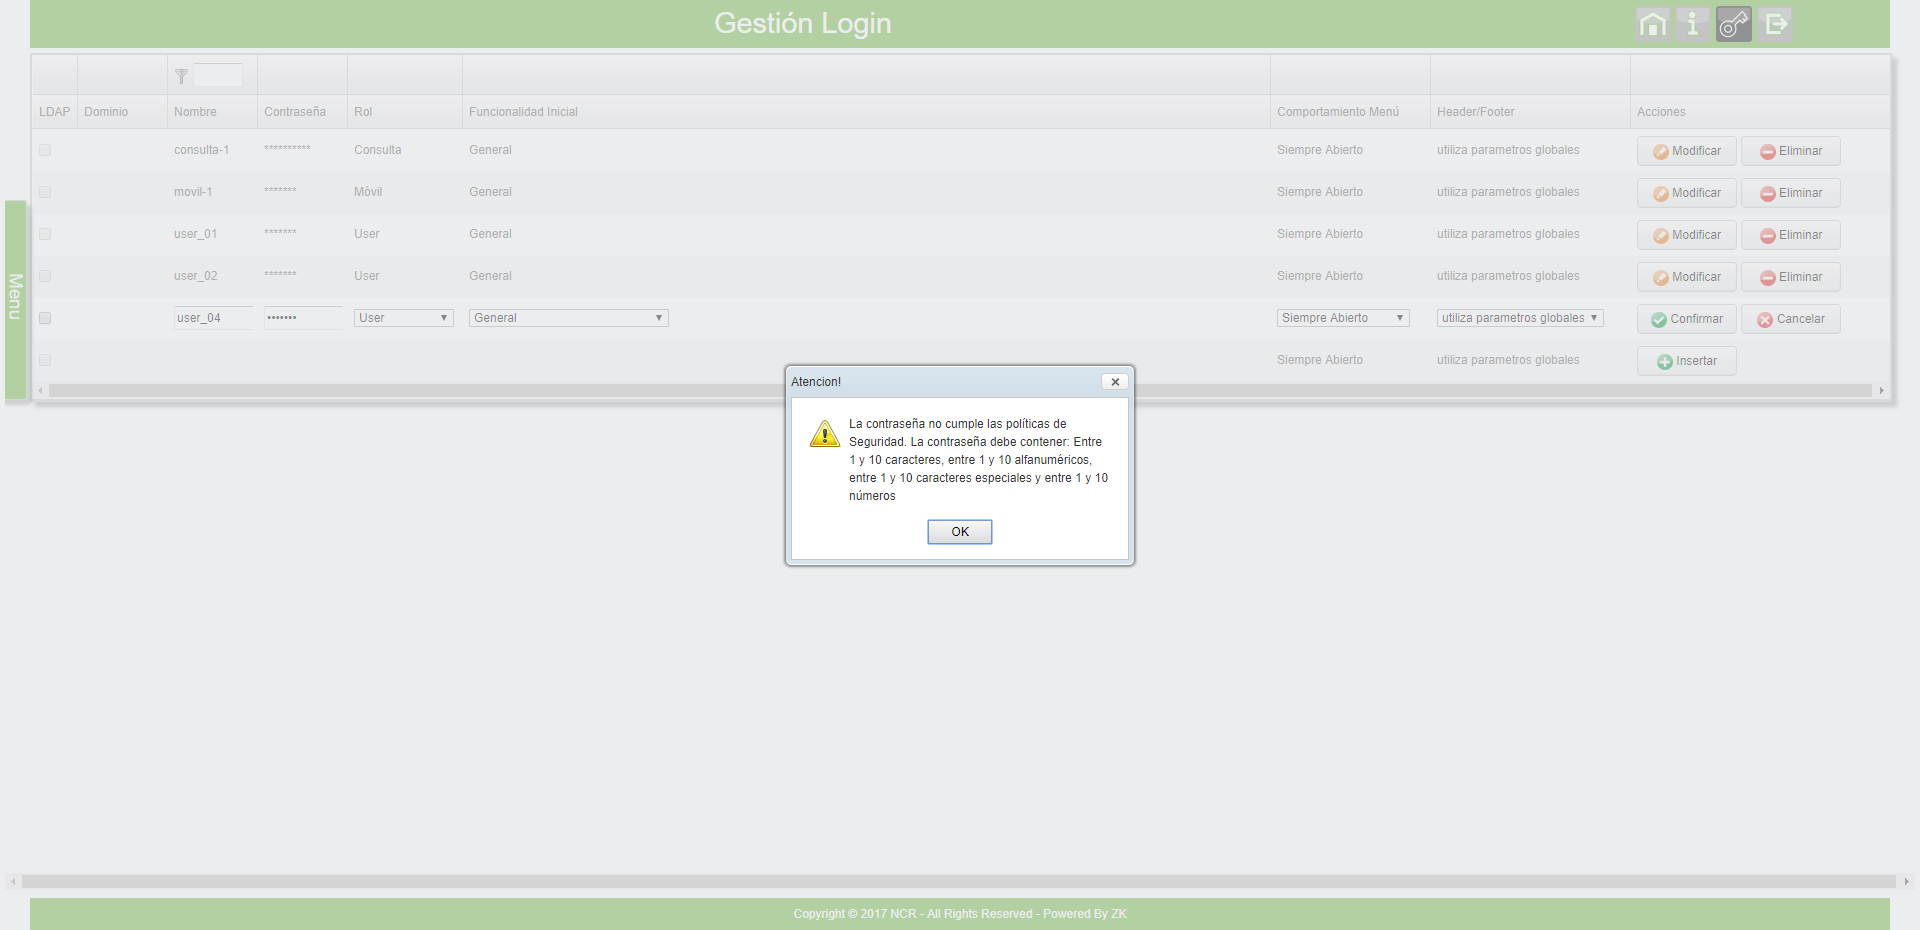 Gestión Login
LDAP Dominio Nombre Contraseña Rol Funcionalidad Inicial Comportamiento Menú Header/Footer Acciones
consulta-1 ********** Consulta General Siempre Abierto utiliza parametros globales Modificar Eliminar
movil-1 ******* Móvil General Siempre Abierto utiliza parametros globales Modificar Eliminar
user_01 ******* User General Siempre Abierto utiliza parametros globales Modificar Eliminar
user_02 ******* User General Siempre Abierto utiliza parametros globales Modificar Eliminar
user_04 ••••••• User General Siempre Abierto utiliza parametros globales Confirmar Cancelar
Siempre Abierto utiliza parametros globales Insertar
Menu
Atencion!
La contraseña no cumple las políticas de
Seguridad. La contraseña debe contener: Entre
1 y 10 caracteres, entre 1 y 10 alfanuméricos,
entre 1 y 10 caracteres especiales y entre 1 y 10
números
OK
Copyright © 2017 NCR - All Rights Reserved - Powered By ZK